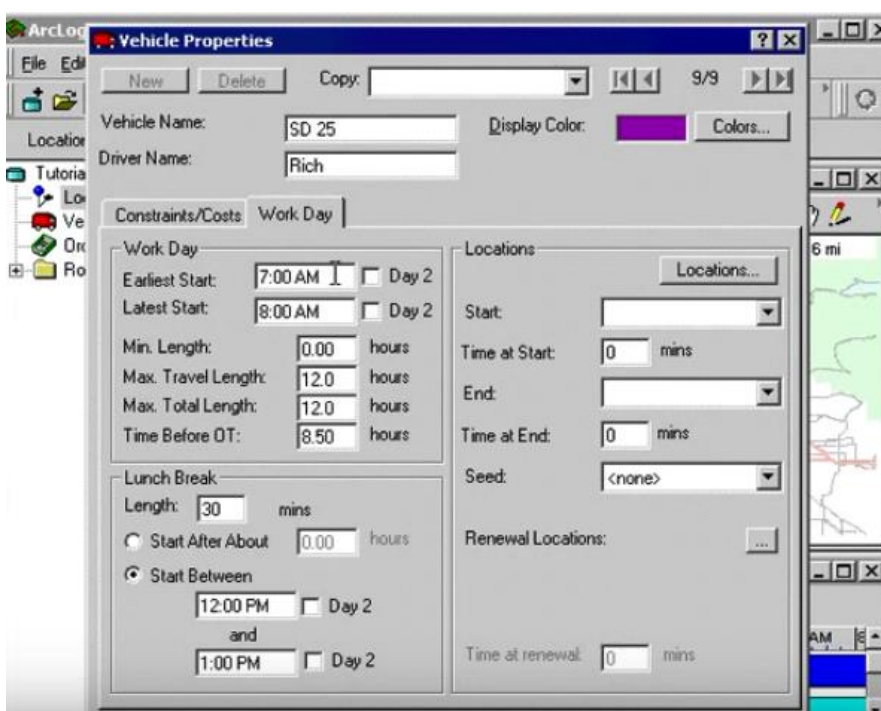 ArcLog
Vehicle Properties
File Edi
New Delete Copy: 9/9
Vehicle Name: SD 25 Display Color: Colors...
Driver Name: Rich
Location
Tutoria
Lo
Ve
Ord
Ro
Constraints/Costs Work Day
6 mi
Work Day
Earliest Start: 7:00 AM Day 2
Latest Start: 8:00 AM Day 2
Min. Length: 0.00 hours
Max. Travel Length: 12.0 hours
Max. Total Length: 12.0 hours
Time Before OT: 8.50 hours
Locations
Locations...
Start:
Time at Start: 0 mins
End:
Time at End: 0 mins
Seed: <none>
Lunch Break
Length: 30 mins
Start After About 0.00 hours
Start Between
12:00 PM Day 2
and
1:00 PM Day 2
Renewal Locations: ...
Time at renewal: 0 mins
AM